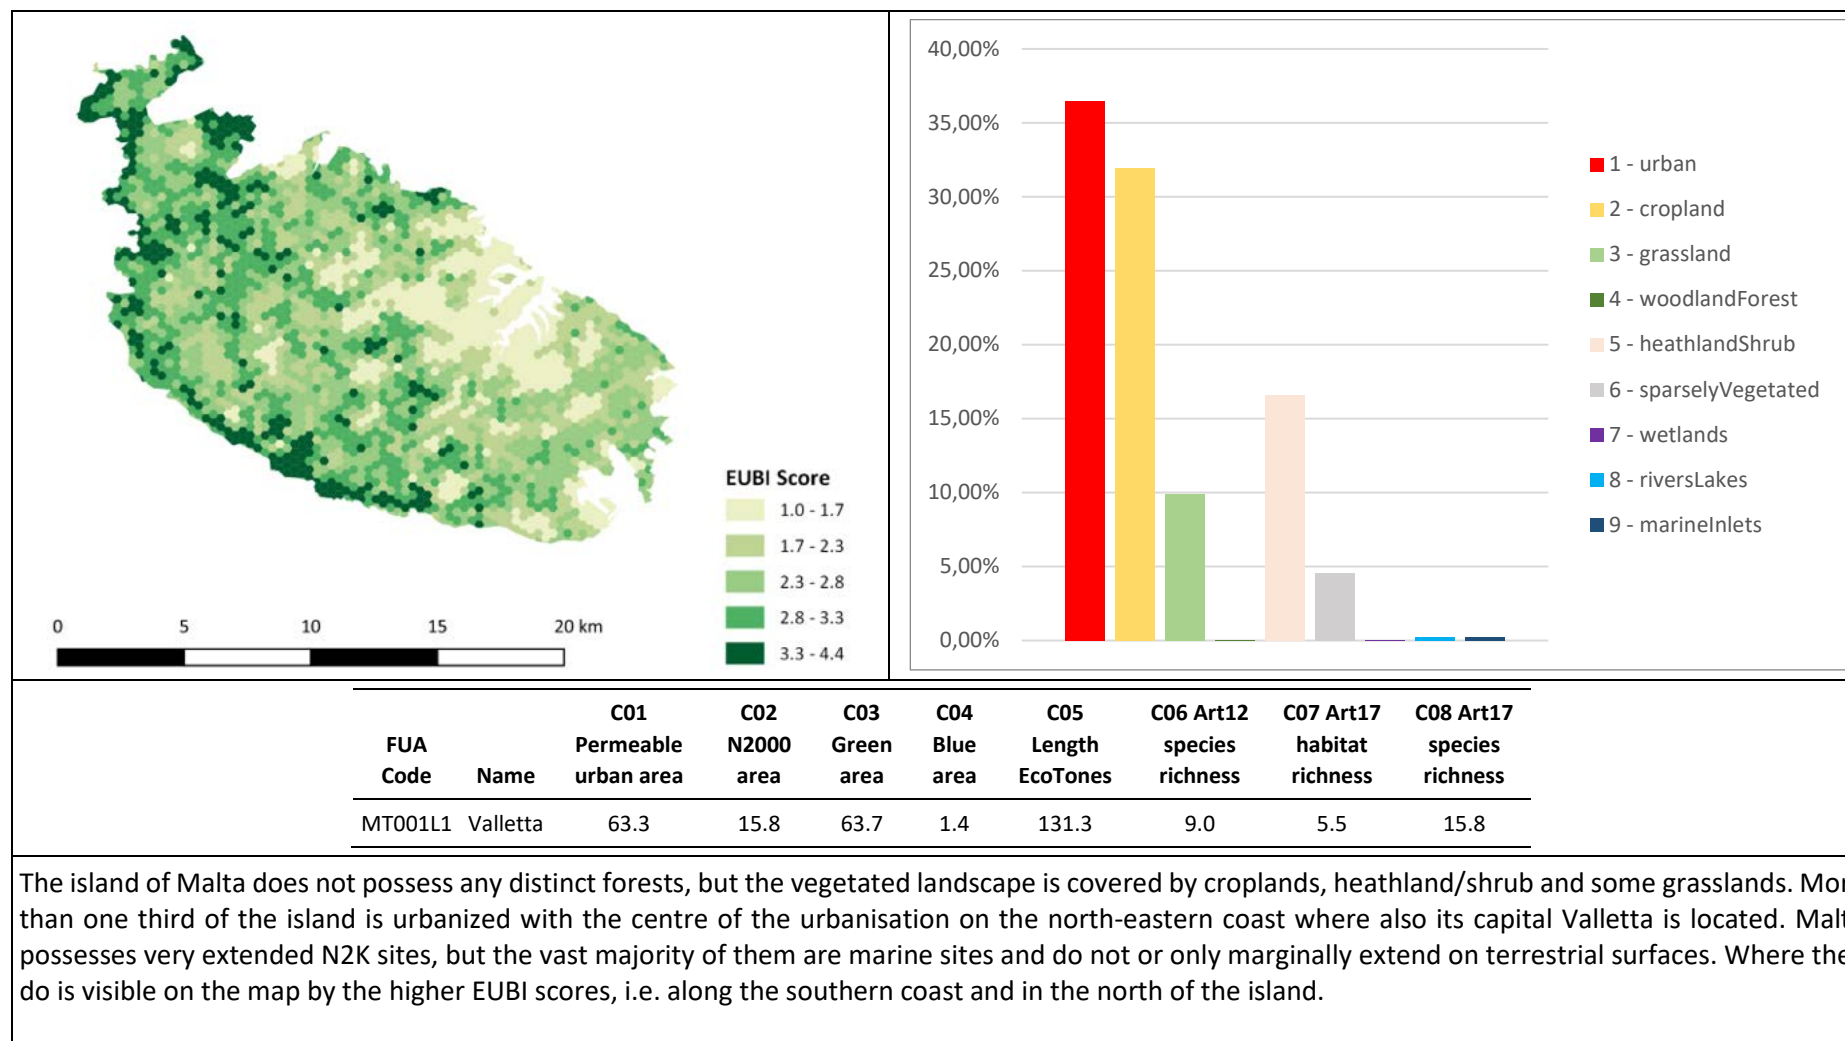 EUBI Score
1.0 - 1.7
1.7 - 2.3
2.3 - 2.8
2.8 - 3.3
3.3 - 4.4
0 5 10 15 20 km
40,00%
35,00%
30,00%
25,00%
20,00%
15,00%
10,00%
5,00%
0,00%
1 - urban
2 - cropland
3 - grassland
4 - woodlandForest
5 - heathlandShrub
6 - sparselyVegetated
7 - wetlands
8 - riversLakes
9 - marineInlets
C01 C02 C03 C04 C05 C06 Art12 C07 Art17 C08 Art17
FUA Permeable N2000 Green Blue Length species habitat species
Code Name urban area area area area EcoTones richness richness richness
MT001L1 Valletta 63.3 15.8 63.7 1.4 131.3 9.0 5.5 15.8
The island of Malta does not possess any distinct forests, but the vegetated landscape is covered by croplands, heathland/shrub and some grasslands. Mor
than one third of the island is urbanized with the centre of the urbanisation on the north-eastern coast where also its capital Valletta is located. Malt
possesses very extended N2K sites, but the vast majority of them are marine sites and do not or only marginally extend on terrestrial surfaces. Where the
do is visible on the map by the higher EUBI scores, i.e. along the southern coast and in the north of the island.